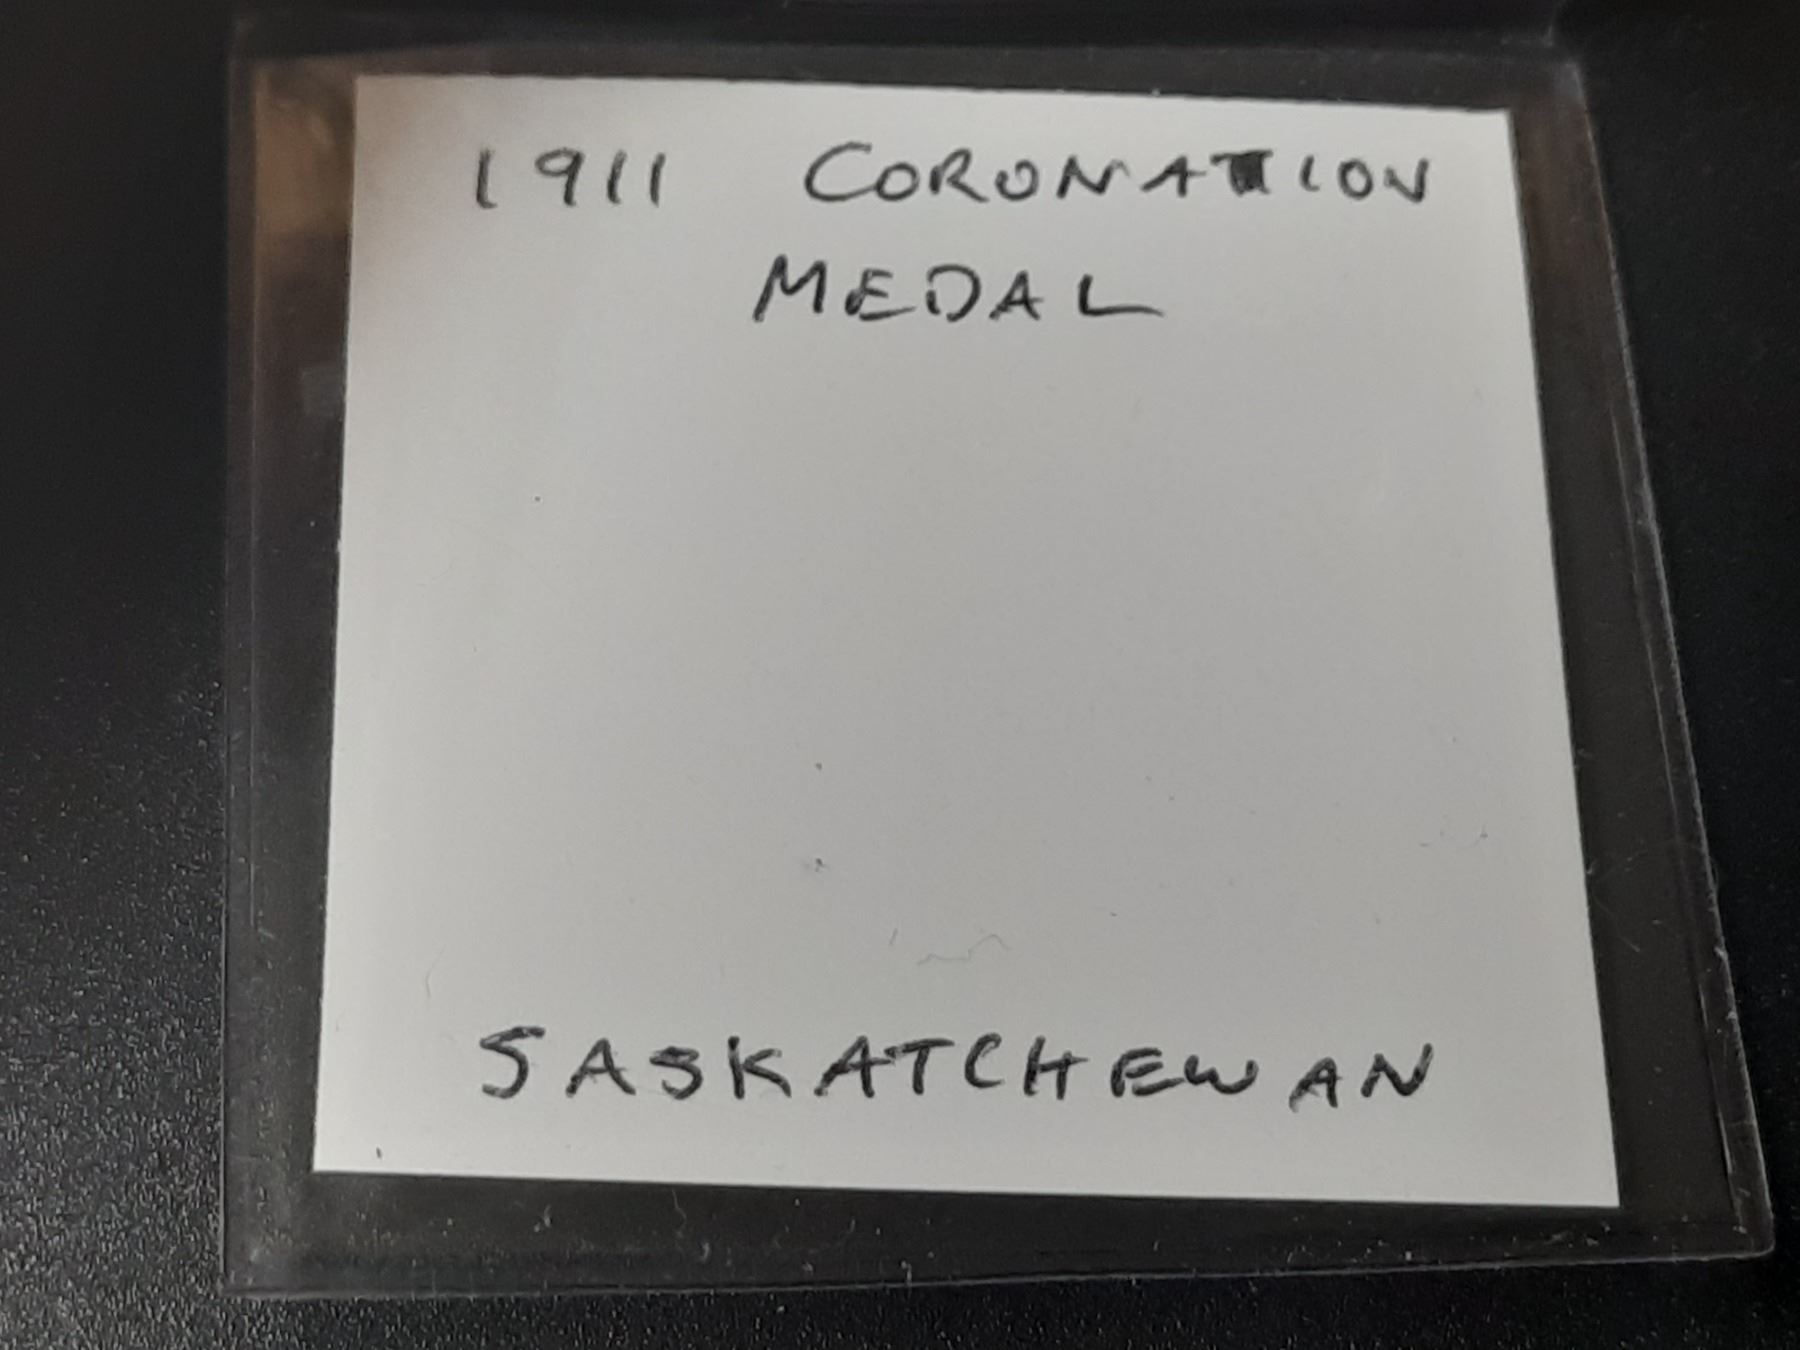 1911 CORONATION
MEDAL
SASKATCHEWAN